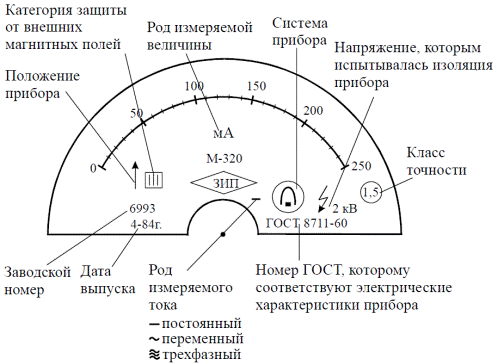 Категория защиты
от внешних
магнитных полей
Род измеряемой
величины
Система
прибора
Напряжение, которым
испытывалась изоляция
прибора
Положение
прибора
0
50
100
150
200
250
мА
М-320
ЗИП
Класс
точности
1,5
6993
4-84г.
2 кВ
ГОСТ 8711-60
Заводской
номер
Дата
выпуска
Род
измеряемого
тока
− постоянный
~ переменный
≋ трехфазный
Номер ГОСТ, которому
соответствуют электрические
характеристики прибора